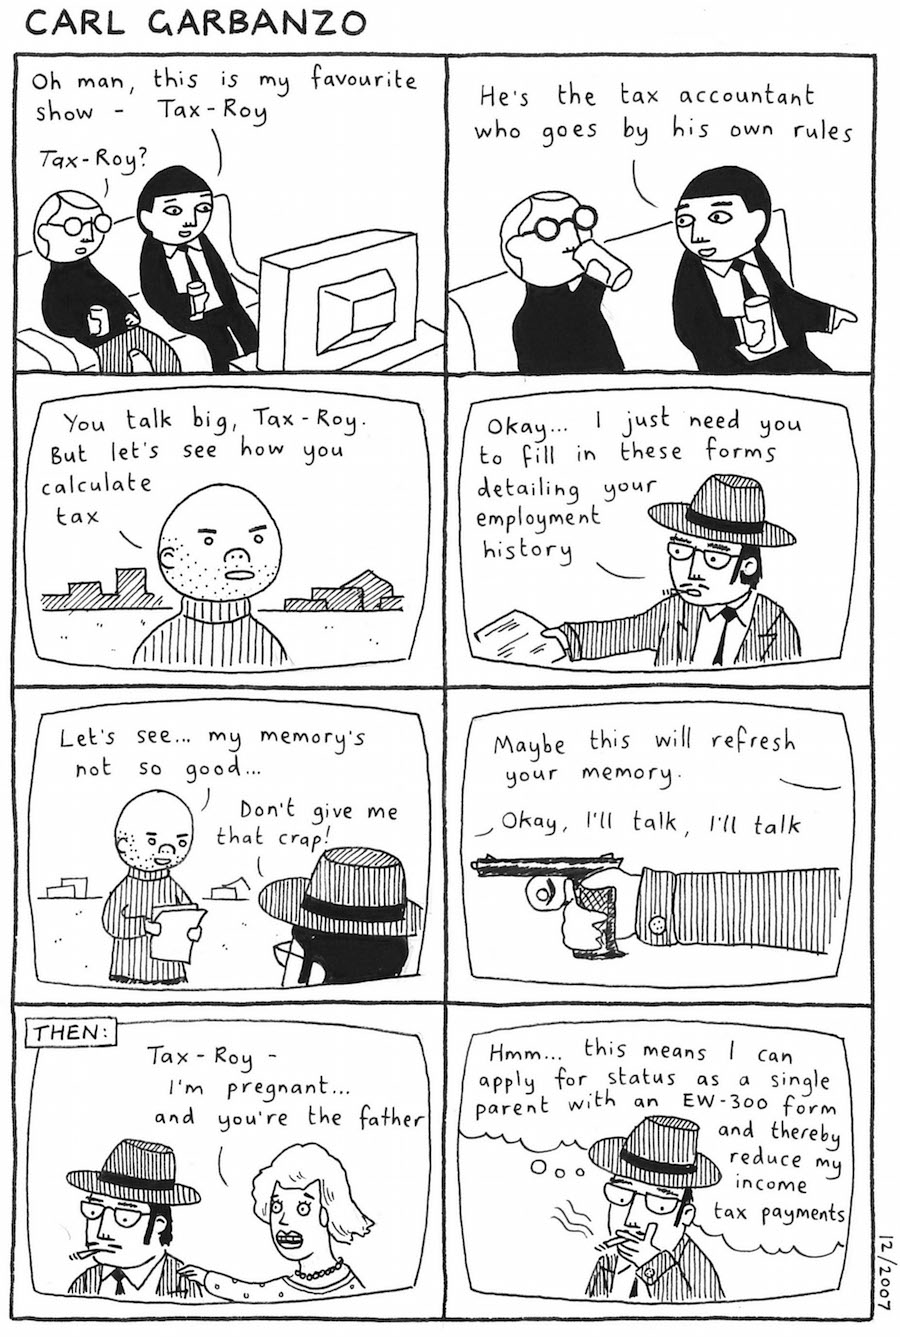 CARL GARBANZO
Oh man, this is my favourite
show - Tax-Roy
Tax-Roy?
He's the tax accountant
who goes by his own rules
You talk big, Tax-Roy.
But let's see how you
calculate
tax
Okay... I just need you
to fill in these forms
detailing your
employment
history
Let's see... my memory's
not so good...
Don't give me
that crap!
Maybe this will refresh
your memory.
Okay, I'll talk, I'll talk
THEN:
Tax-Roy -
I'm pregnant...
and you're the father
Hmm... this means I can
apply for status as a single
parent with an EW-300 form
and thereby
reduce my
income
tax payments
12/2007